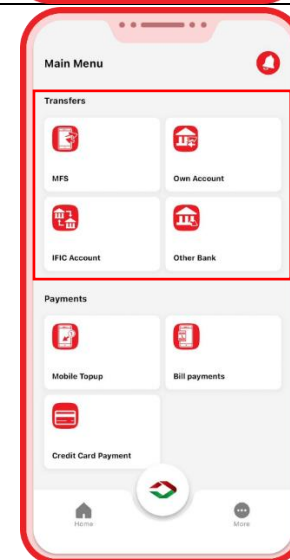 Main Menu
Transfers
MFS
Own Account
IFIC Account
Other Bank
Payments
Mobile Topup
Bill payments
Credit Card Payment
Home
More